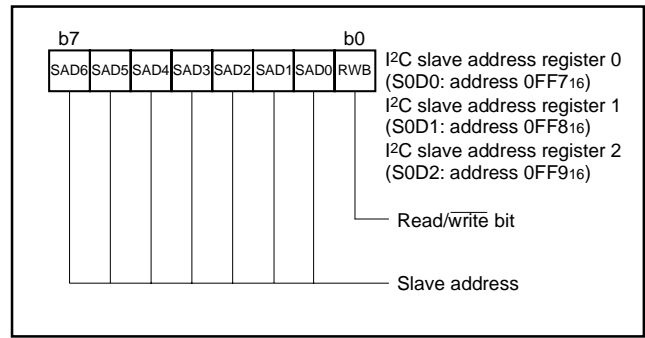 b7 b0
SAD6 SAD5 SAD4 SAD3 SAD2 SAD1 SAD0 RWB
I2C slave address register 0
(S0D0: address 0FF716)
I2C slave address register 1
(S0D1: address 0FF816)
I2C slave address register 2
(S0D2: address 0FF916)
Read/write bit
Slave address